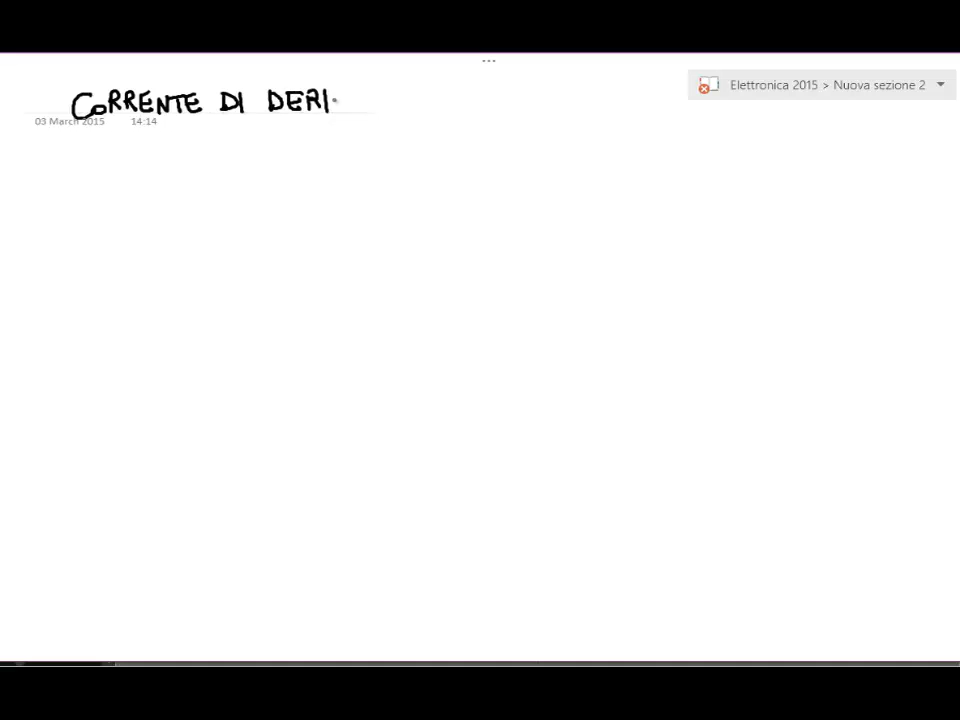 ...
Elettronica 2015 > Nuova sezione 2
CORRENTE DI DERI
03 March 2015 14:14